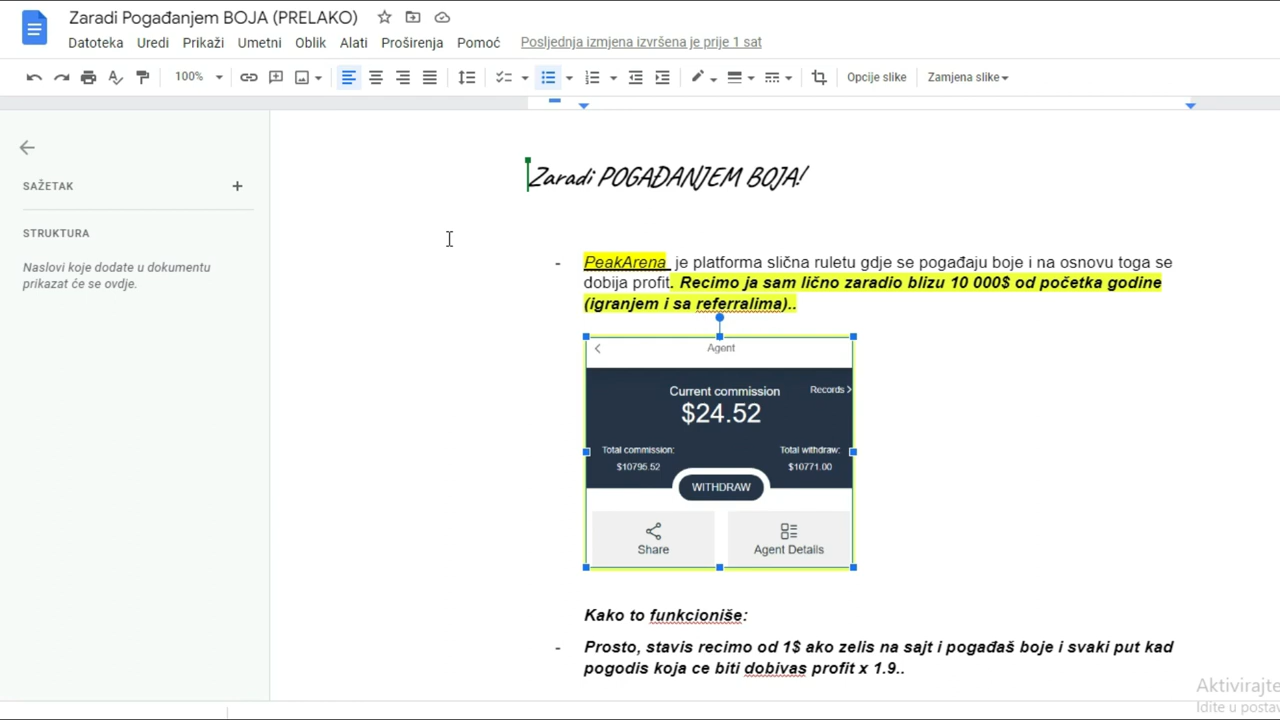 Zaradi Pogađanjem BOJA (PRELAKO)
Datoteka Uredi Prikaži Umetni Oblik Alati Proširenja Pomoć Posljednja izmjena izvršena je prije 1 sat
100% Opcije slike Zamjena slike
SAŽETAK
STRUKTURA
Naslovi koje dodate u dokumentu
prikazat će se ovdje.
Zaradi POGAĐANJEM BOJA!
- PeakArena je platforma slična ruletu gdje se pogađaju boje i na osnovu toga se
dobija profit. Recimo ja sam lično zaradio blizu 10 000$ od početka godine
(igranjem i sa referralima)..
Agent
Current commission Records
$24.52
Total commission: Total withdraw:
$10795.52 $10771.00
WITHDRAW
Share Agent Details
Kako to funkcioniše:
- Prosto, stavis recimo od 1$ ako zelis na sajt i pogađaš boje i svaki put kad
pogodis koja ce biti dobivas profit x 1.9..
Aktivirajte
Idite u postav